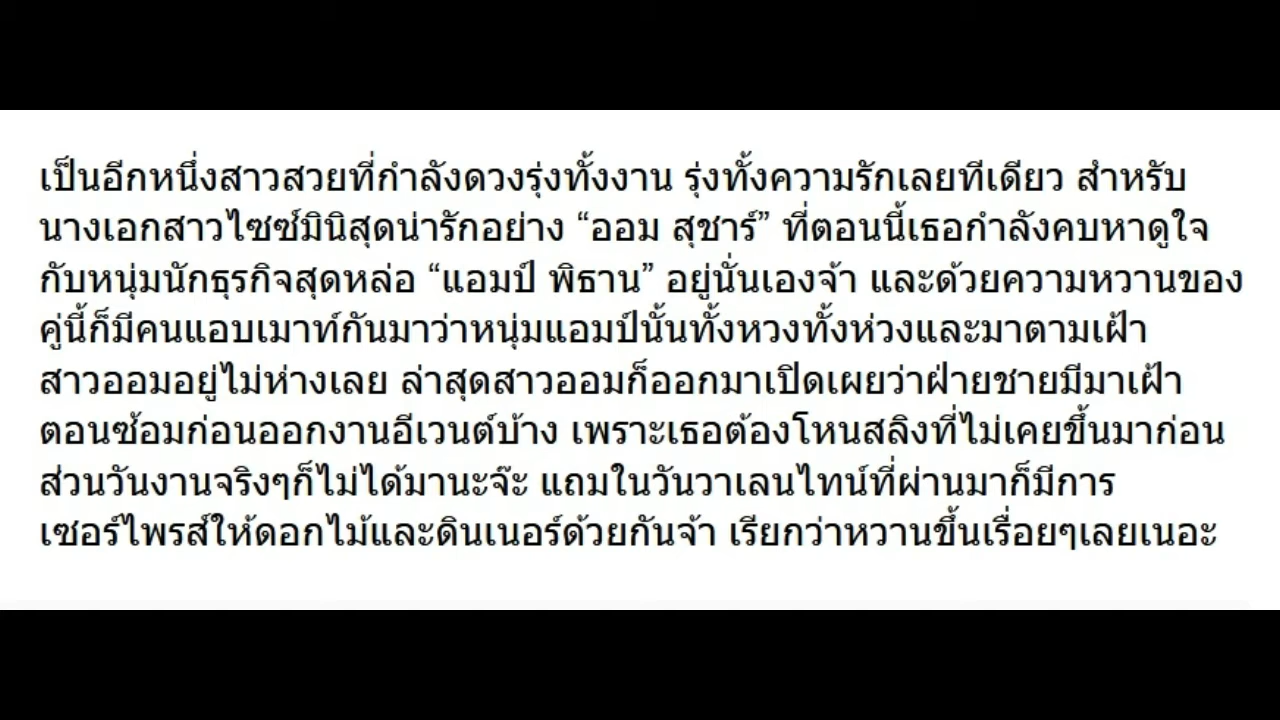 เป็นอีกหนึ่งสาวสวยที่กำลังดวงรุ่งทั้งงาน รุ่งทั้งความรักเลยทีเดียว สำหรับ
นางเอกสาวไซซ์มินิสุดน่ารักอย่าง “ออม สุชาร์” ที่ตอนนี้เธอกำลังคบหาดูใจ
กับหนุ่มนักธุรกิจสุดหล่อ “แอมป์ พิธาน” อยู่นั่นเองจ้า และด้วยความหวานของ
คู่นี้ก็มีคนแอบเมาท์กันมาว่าหนุ่มแอมป์นั้นทั้งหวงทั้งห่วงและมาตามเฝ้า
สาวออมอยู่ไม่ห่างเลย ล่าสุดสาวออมก็ออกมาเปิดเผยว่าฝ่ายชายมีมาเฝ้า
ตอนซ้อมก่อนออกงานอีเวนต์บ้าง เพราะเธอต้องโหนสลิงที่ไม่เคยขึ้นมาก่อน
ส่วนวันงานจริงๆก็ไม่ได้มานะจ๊ะ แถมในวันวาเลนไทน์ที่ผ่านมาก็มีการ
เซอร์ไพรส์ให้ดอกไม้และดินเนอร์ด้วยกันจ้า เรียกว่าหวานขึ้นเรื่อยๆเลยเนอะ